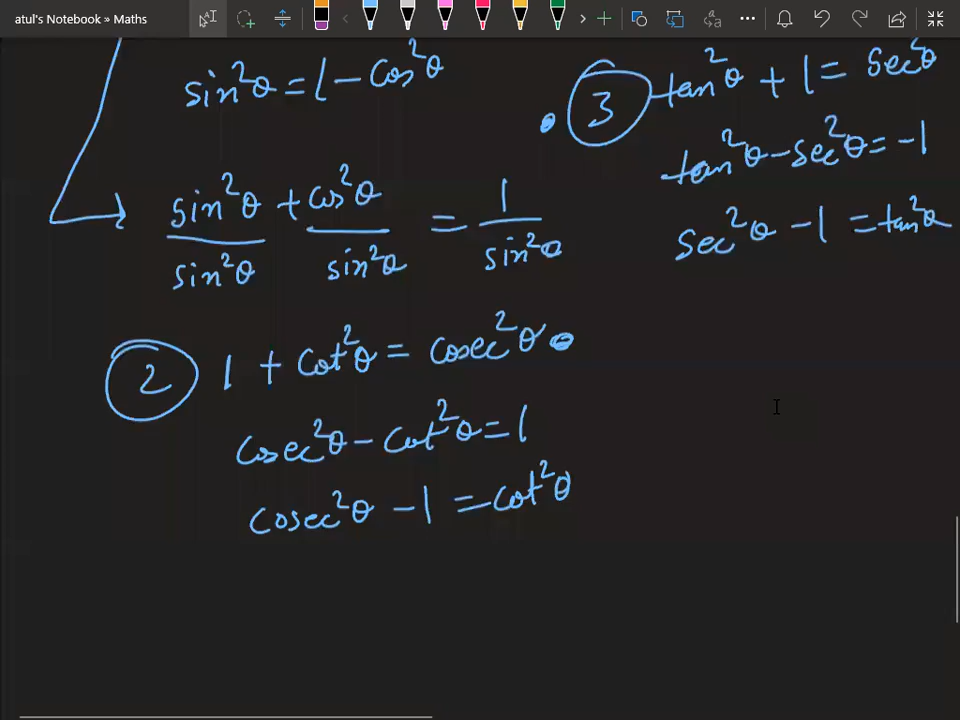 atul's Notebook » Maths
sin²θ = 1 - cos²θ
sin²θ/sin²θ + cos²θ/sin²θ = 1/sin²θ
2 1 + cot²θ = cosec²θ
cosec²θ - cot²θ = 1
cosec²θ - 1 = cot²θ
3 tan²θ + 1 = sec²θ
tan²θ - sec²θ = -1
sec²θ - 1 = tan²θ